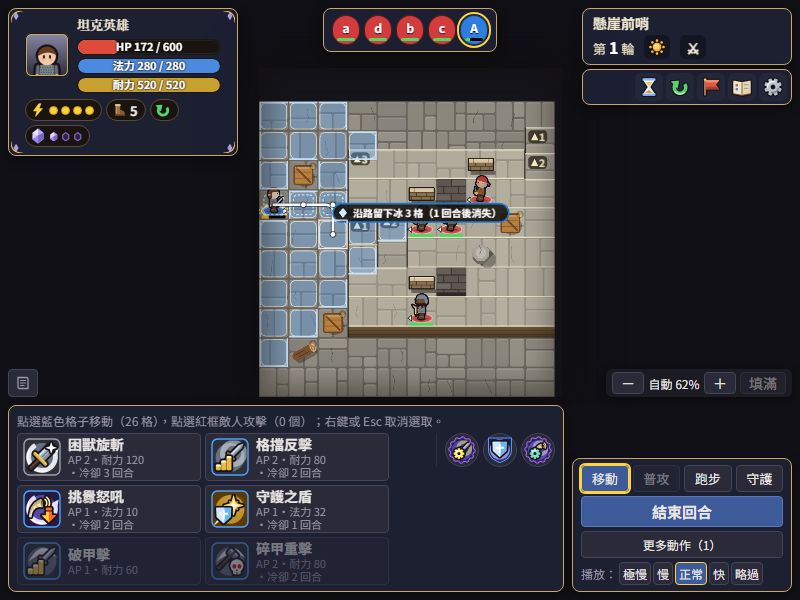 坦克英雄
HP 172 / 600
法力 280 / 280
耐力 520 / 520
5
a d b c A
懸崖前哨
第 1 輪
▲1
▲2
▲3
沿路留下冰 3 格（1 回合後消失）
▲1
自動 62%
填滿
點選藍色格子移動（26 格），點選紅框敵人攻擊（0 個）；右鍵或 Esc 取消選取。
困獸旋斬
AP 2・耐力 120
・冷卻 3 回合
格擋反擊
AP 2・耐力 80
・冷卻 2 回合
挑釁怒吼
AP 1・法力 10
・冷卻 2 回合
守護之盾
AP 1・法力 32
・冷卻 1 回合
破甲擊
AP 1・耐力 60
碎甲重擊
AP 2・耐力 80
・冷卻 2 回合
移動 普攻 跑步 守護
結束回合
更多動作（1）
播放： 極慢 慢 正常 快 略過